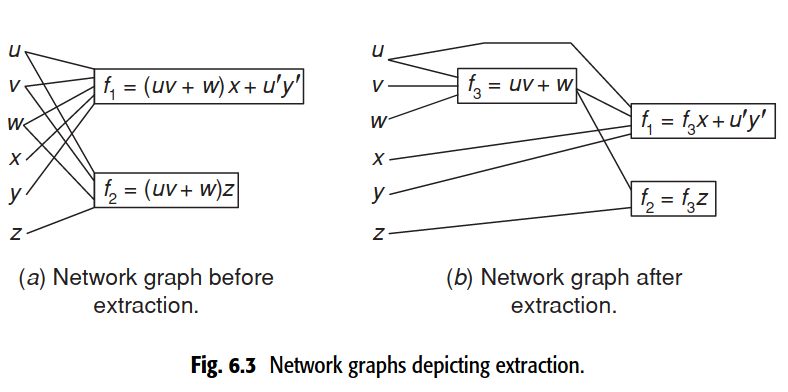 u
v
w
x
y
z
f₁ = (uv + w)x + u′y′
f₂ = (uv + w)z
(a) Network graph before
extraction.
u
v
w
x
y
z
f₃ = uv + w
f₁ = f₃x + u′y′
f₂ = f₃z
(b) Network graph after
extraction.
Fig. 6.3 Network graphs depicting extraction.